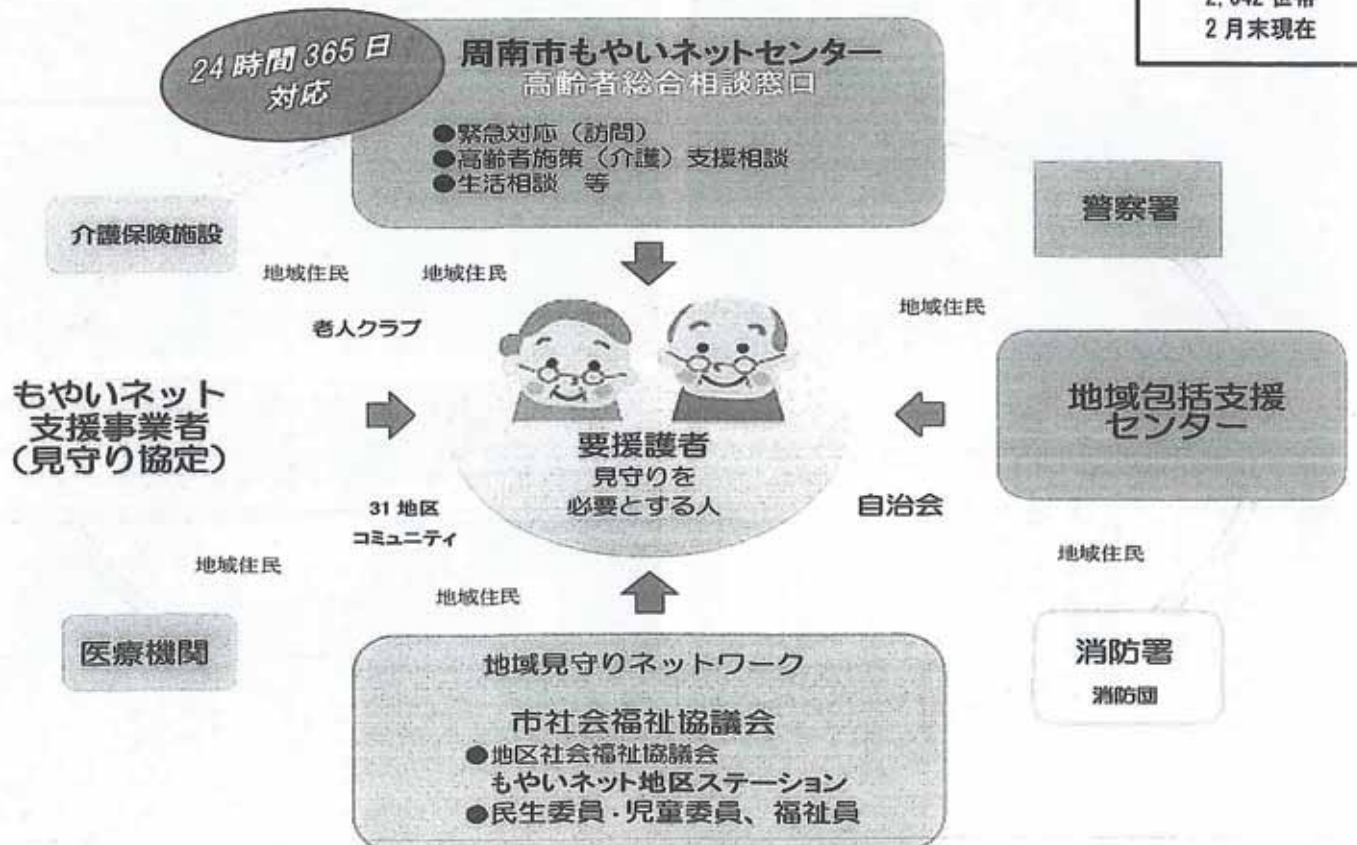 2月末現在
24時間365日
対応
周南市もやいネットセンター
高齢者総合相談窓口
●緊急対応（訪問）
●高齢者施策（介護）支援相談
●生活相談　等
介護保険施設
警察署
地域住民
地域住民
地域住民
老人クラブ
もやいネット
支援事業者
（見守り協定）
地域包括支援
センター
要援護者
見守りを
必要とする人
31地区
コミュニティ
自治会
地域住民
地域住民
地域住民
医療機関
消防署
消防団
地域見守りネットワーク
市社会福祉協議会
●地区社会福祉協議会
もやいネット地区ステーション
●民生委員・児童委員、福祉員